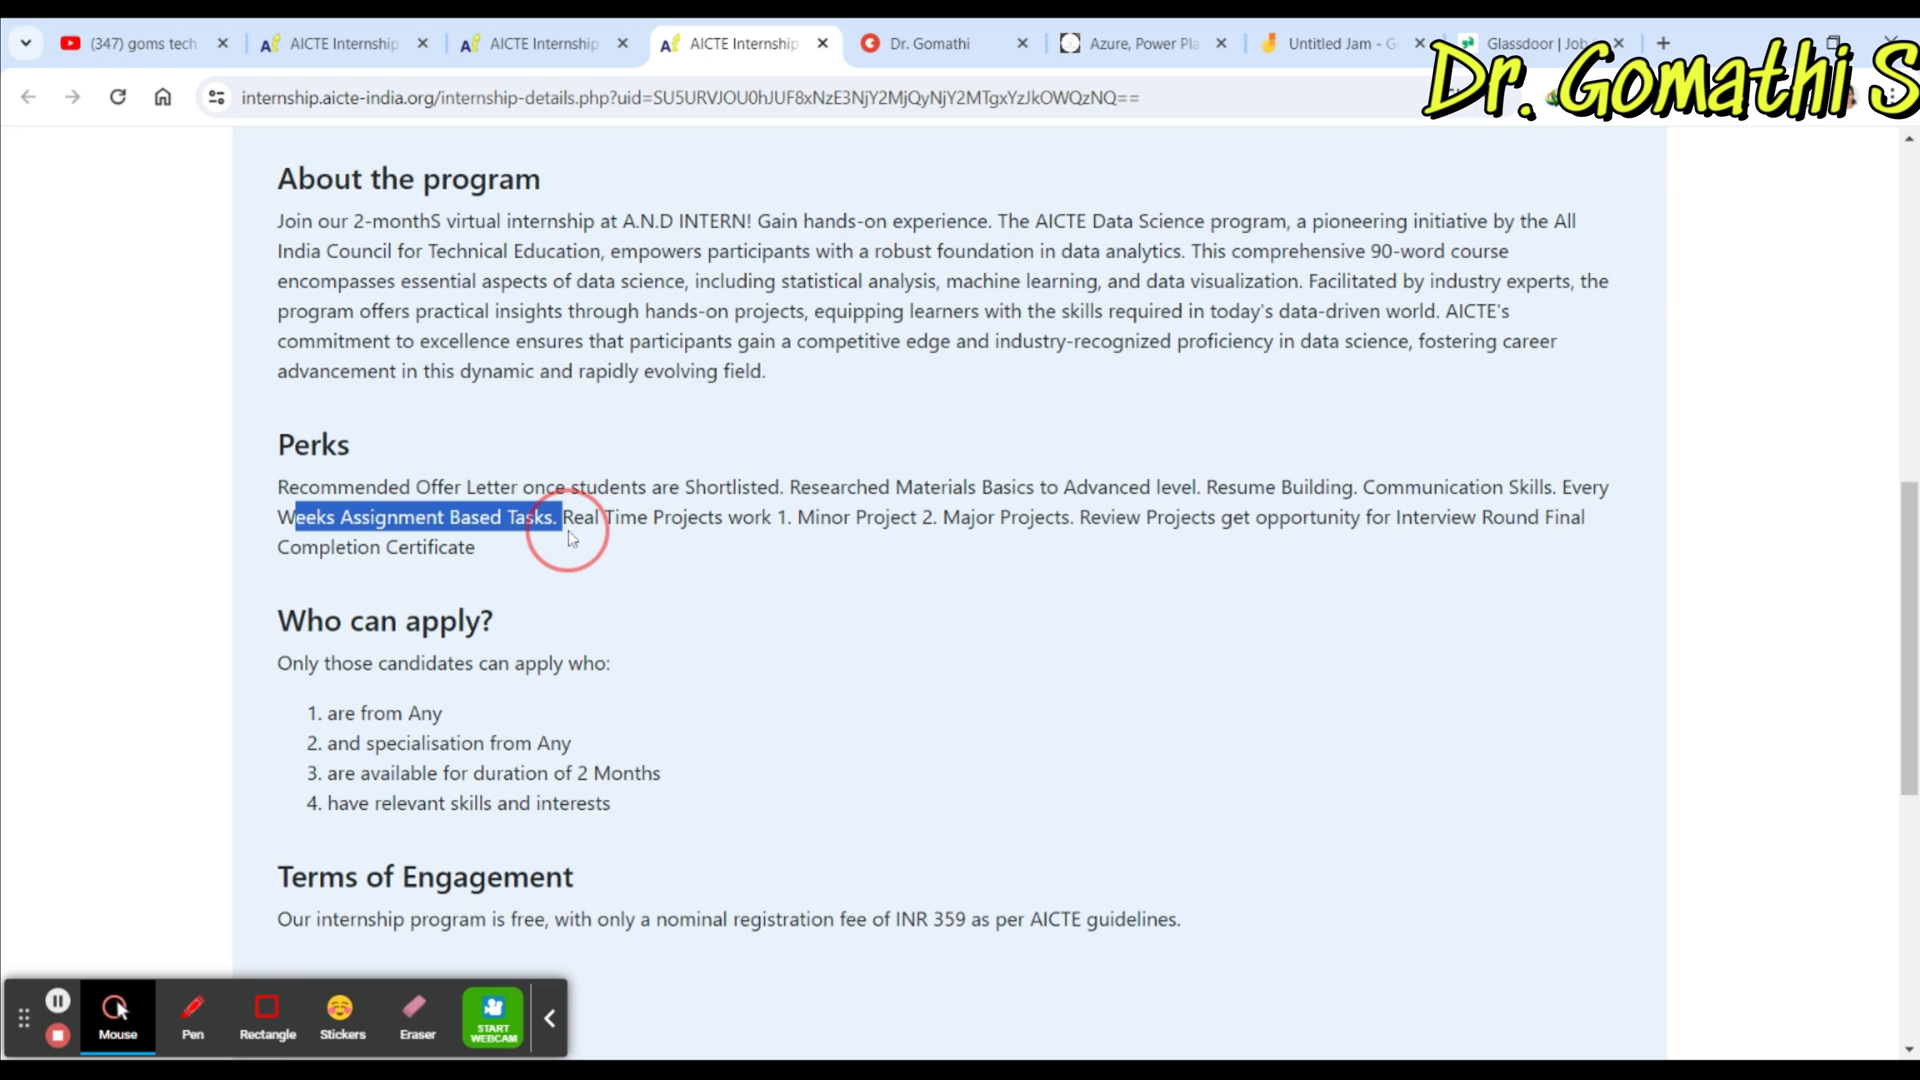 (347) goms tech
AICTE Internship
AICTE Internship
AICTE Internship
Dr. Gomathi
Azure, Power Pla
Untitled Jam - G
Glassdoor | Job
Dr. Gomathi S
internship.aicte-india.org/internship-details.php?uid=SU5URVJOU0hJUF8xNzE3NjY2MjQyNjY2MTgxYzJkOWQzNQ==
About the program
Join our 2-monthS virtual internship at A.N.D INTERN! Gain hands-on experience. The AICTE Data Science program, a pioneering initiative by the All
India Council for Technical Education, empowers participants with a robust foundation in data analytics. This comprehensive 90-word course
encompasses essential aspects of data science, including statistical analysis, machine learning, and data visualization. Facilitated by industry experts, the
program offers practical insights through hands-on projects, equipping learners with the skills required in today's data-driven world. AICTE's
commitment to excellence ensures that participants gain a competitive edge and industry-recognized proficiency in data science, fostering career
advancement in this dynamic and rapidly evolving field.
Perks
Recommended Offer Letter once students are Shortlisted. Researched Materials Basics to Advanced level. Resume Building. Communication Skills. Every
Weeks Assignment Based Tasks. Real Time Projects work 1. Minor Project 2. Major Projects. Review Projects get opportunity for Interview Round Final
Completion Certificate
Who can apply?
Only those candidates can apply who:
1. are from Any
2. and specialisation from Any
3. are available for duration of 2 Months
4. have relevant skills and interests
Terms of Engagement
Our internship program is free, with only a nominal registration fee of INR 359 as per AICTE guidelines.
Mouse
Pen
Rectangle
Stickers
Eraser
START
WEBCAM